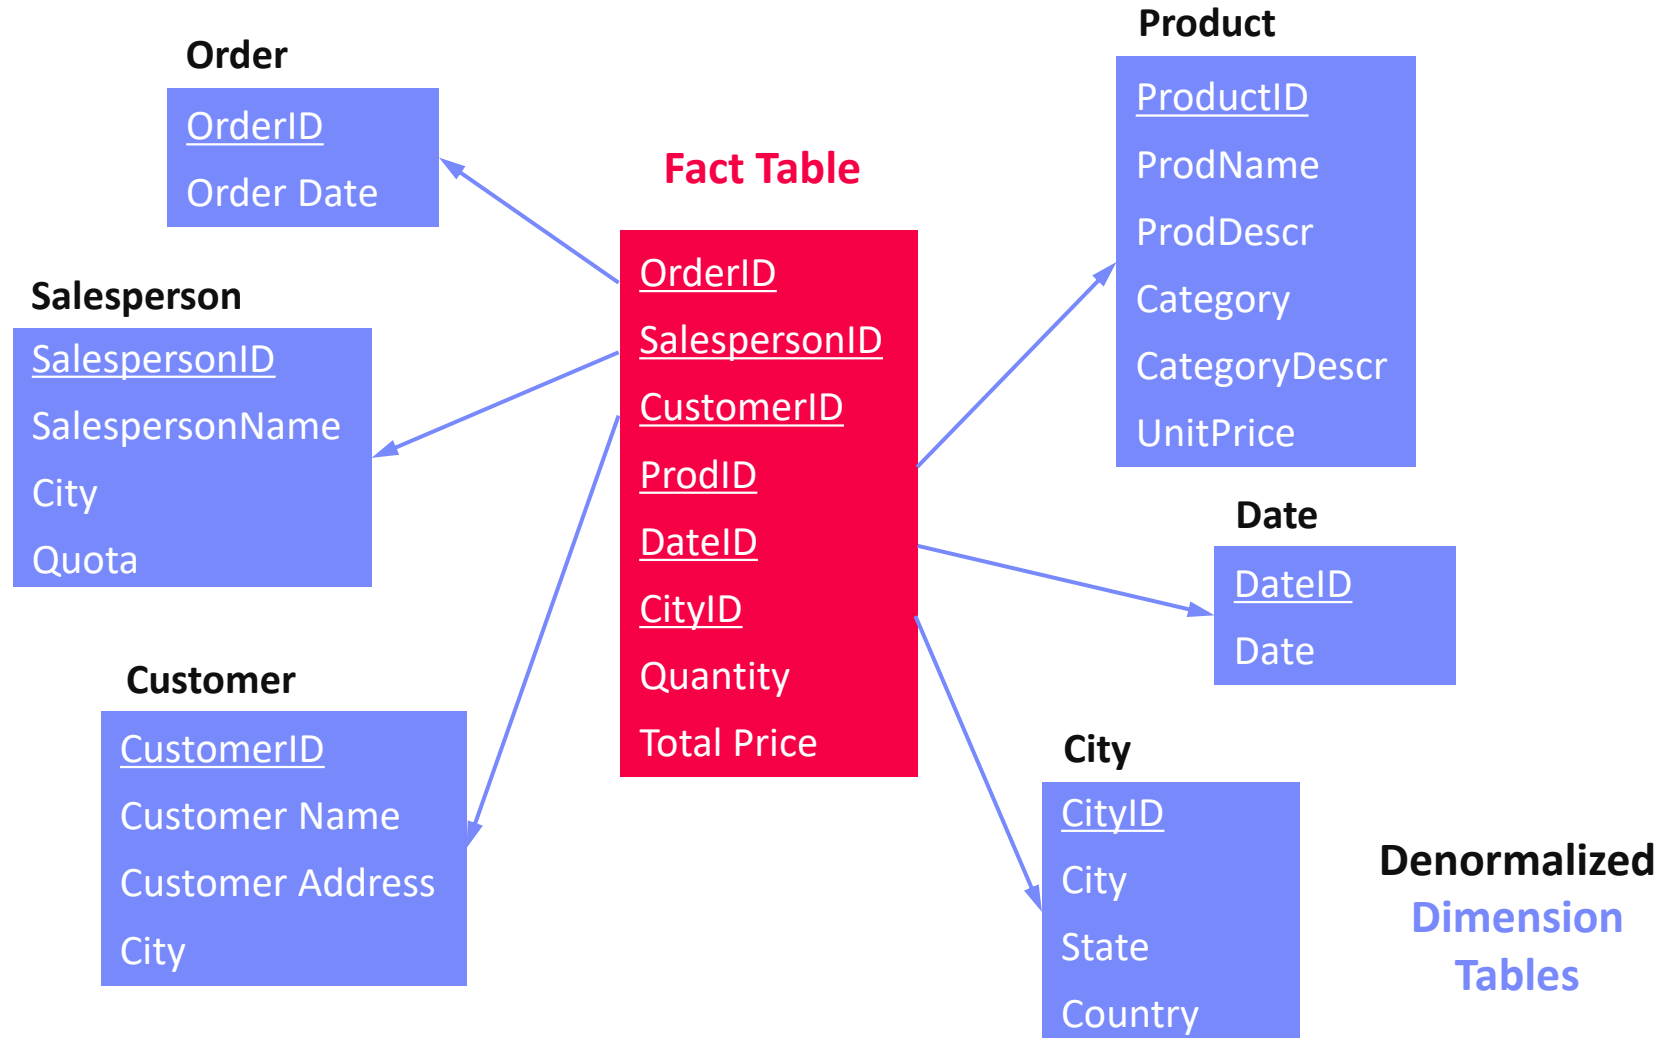 Order
OrderID
Order Date
Salesperson
SalespersonID
SalespersonName
City
Quota
Customer
CustomerID
Customer Name
Customer Address
City
Fact Table
OrderID
SalespersonID
CustomerID
ProdID
DateID
CityID
Quantity
Total Price
Product
ProductID
ProdName
ProdDescr
Category
CategoryDescr
UnitPrice
Date
DateID
Date
City
CityID
City
State
Country
Denormalized
Dimension
Tables